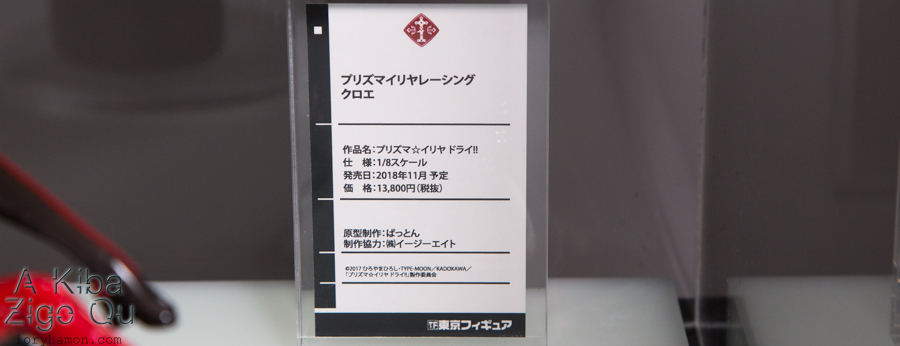 プリズマイリヤレーシング
クロエ
作品名：プリズマ☆イリヤ ドライ!!
仕　様：1/8スケール
発売日：2018年11月 予定
価　格：13,800円（税抜）
原型制作：ぱっとん
制作協力：㈱イージーエイト
©2017 ひろやまひろし・TYPE-MOON／KADOKAWA／
「プリズマ☆イリヤ ドライ!!」製作委員会
TF東京フィギュア
A Kiba
Zigo Qu